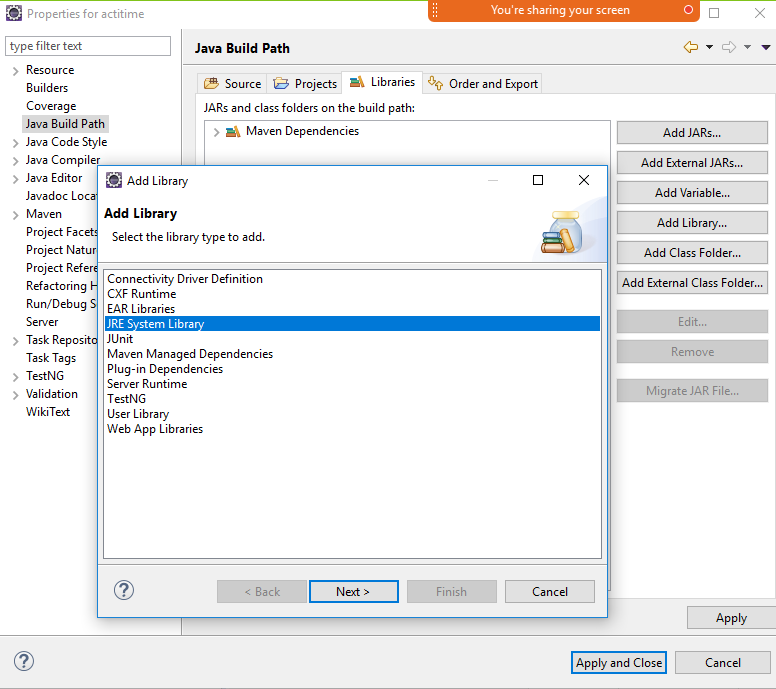 Properties for actitime
You're sharing your screen
type filter text
Resource
Builders
Coverage
Java Build Path
Java Code Style
Java Compiler
Java Editor
Javadoc Locat
Maven
Project Facets
Project Natur
Project Refere
Refactoring H
Run/Debug S
Server
Task Reposito
Task Tags
TestNG
Validation
WikiText
Java Build Path
Source Projects Libraries Order and Export
JARs and class folders on the build path:
Maven Dependencies
Add JARs...
Add External JARs...
Add Variable...
Add Library...
Add Class Folder...
Add External Class Folder...
Edit...
Remove
Migrate JAR File...
Add Library
Add Library
Select the library type to add.
Connectivity Driver Definition
CXF Runtime
EAR Libraries
JRE System Library
JUnit
Maven Managed Dependencies
Plug-in Dependencies
Server Runtime
TestNG
User Library
Web App Libraries
? < Back Next > Finish Cancel
Apply
? Apply and Close Cancel